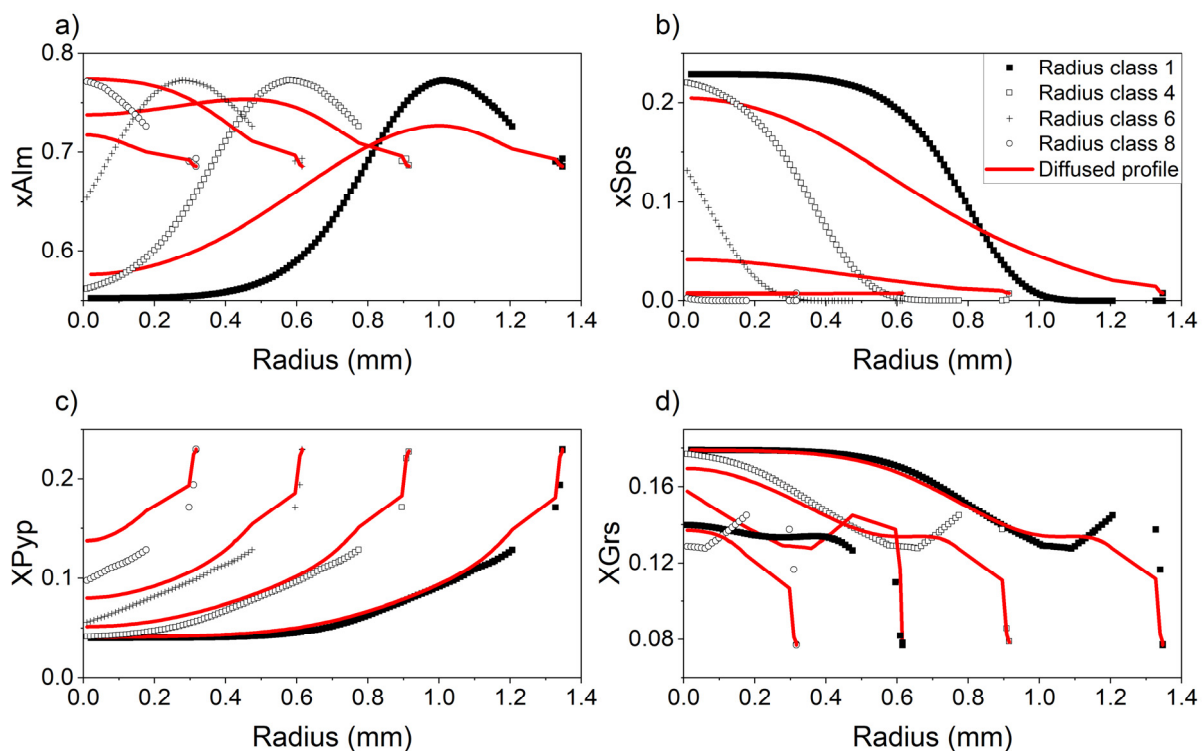 a)
0.8
0.7
0.6
xAlm
0.0 0.2 0.4 0.6 0.8 1.0 1.2 1.4
Radius (mm)
b)
0.2
0.1
0.0
xSps
Radius class 1
Radius class 4
Radius class 6
Radius class 8
Diffused profile
0.0 0.2 0.4 0.6 0.8 1.0 1.2 1.4
Radius (mm)
c)
0.2
0.1
0.0
XPyp
0.0 0.2 0.4 0.6 0.8 1.0 1.2 1.4
Radius (mm)
d)
0.16
0.12
0.08
XGrs
0.0 0.2 0.4 0.6 0.8 1.0 1.2 1.4
Radius (mm)